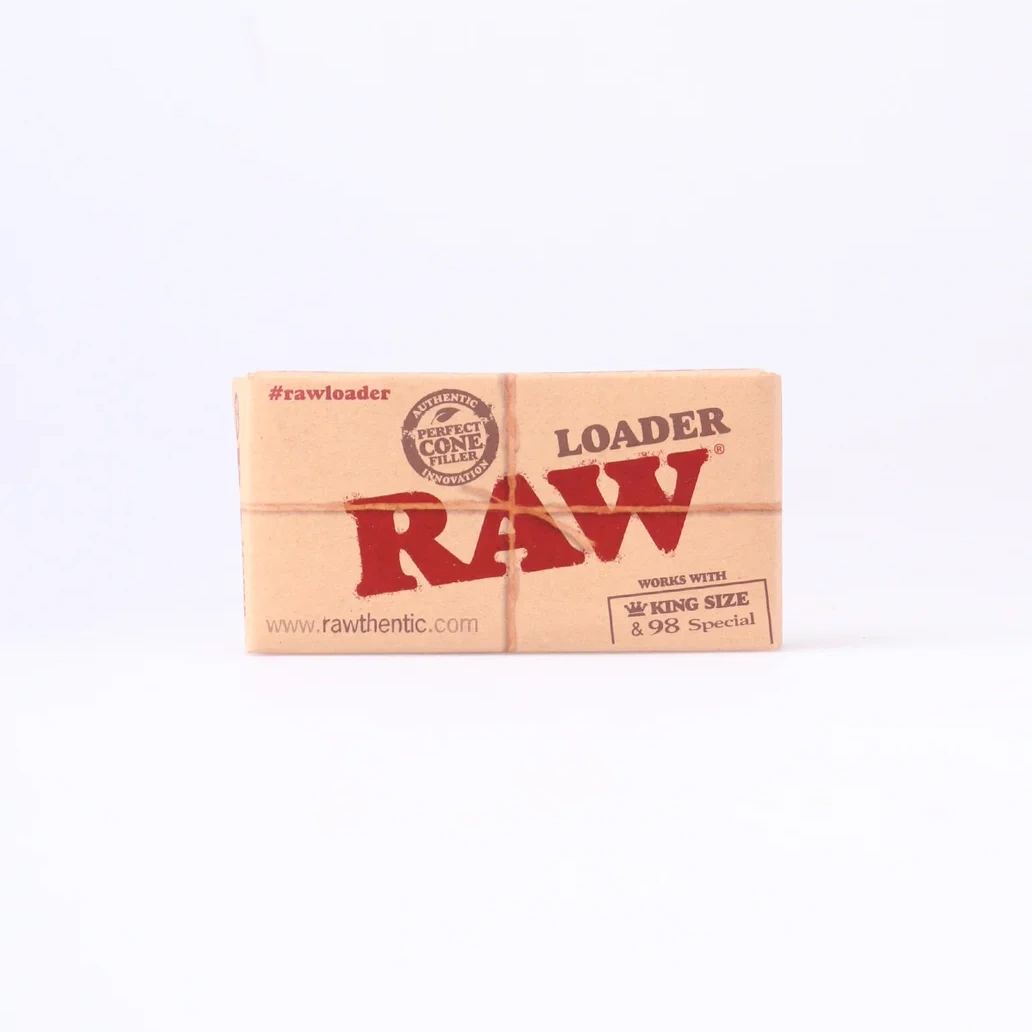 #rawloader
AUTHENTIC
PERFECT
CONE
FILLER
INNOVATION
LOADER
RAW®
WORKS WITH
KING SIZE
& 98 Special
www.rawthentic.com